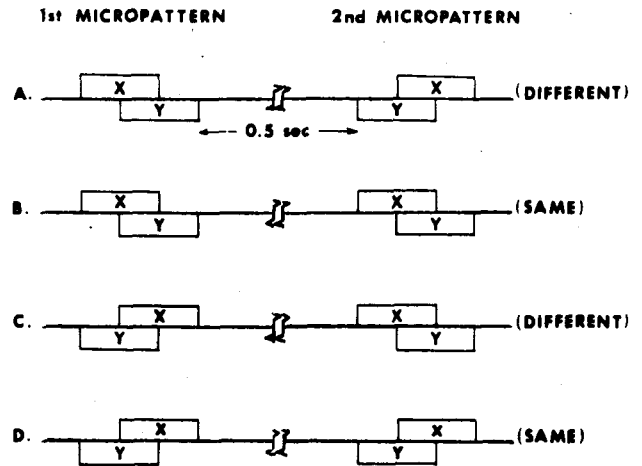 1st MICROPATTERN 2nd MICROPATTERN
A. X Y Y X (DIFFERENT)
0.5 sec
B. X Y X Y (SAME)
C. Y X X Y (DIFFERENT)
D. Y X Y X (SAME)